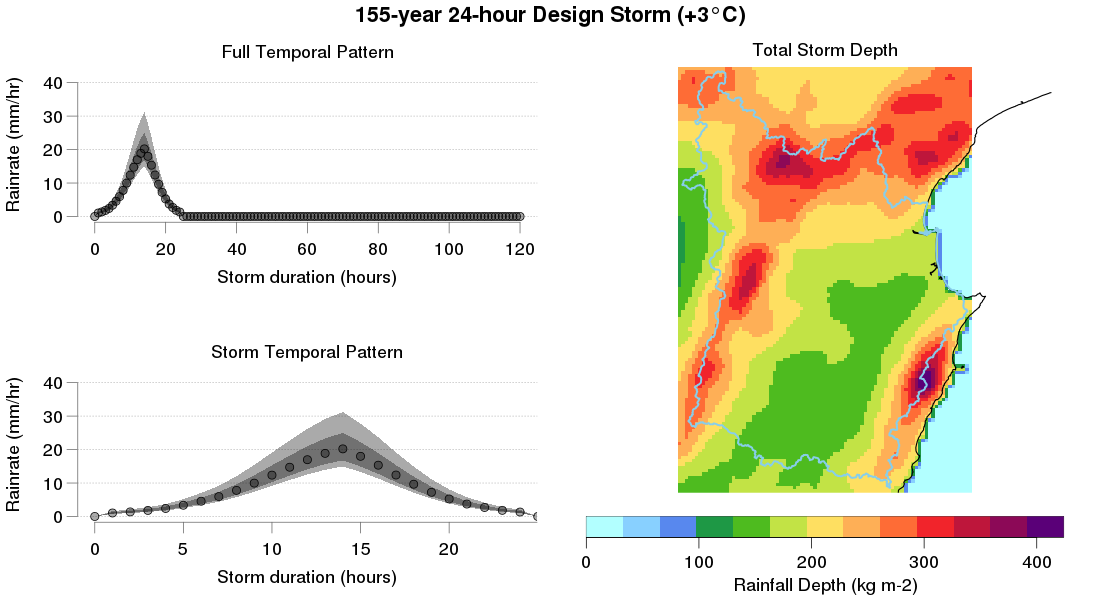 155-year 24-hour Design Storm (+3°C)
Full Temporal Pattern
Rainrate (mm/hr)
40
30
20
10
0
0 20 40 60 80 100 120
Storm duration (hours)
Storm Temporal Pattern
Rainrate (mm/hr)
40
30
20
10
0
0 5 10 15 20
Storm duration (hours)
Total Storm Depth
0 100 200 300 400
Rainfall Depth (kg m-2)